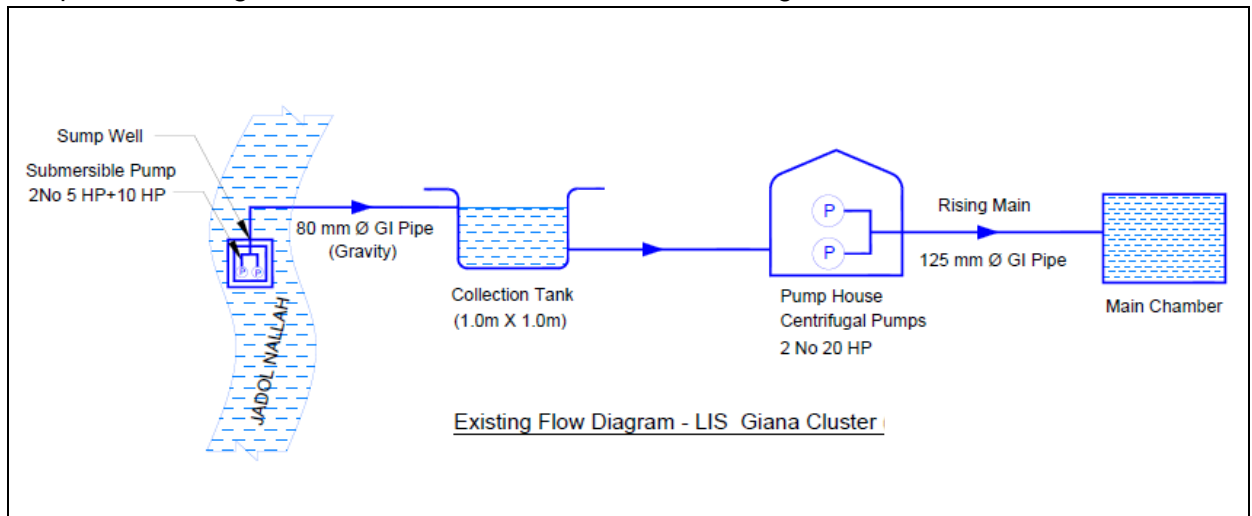 Sump Well
Submersible Pump
2No 5 HP+10 HP
P P
JADOL NALLAH
80 mm Ø GI Pipe
(Gravity)
Collection Tank
(1.0m X 1.0m)
P
P
Pump House
Centrifugal Pumps
2 No 20 HP
Rising Main
125 mm Ø GI Pipe
Main Chamber
Existing Flow Diagram - LIS Giana Cluster (